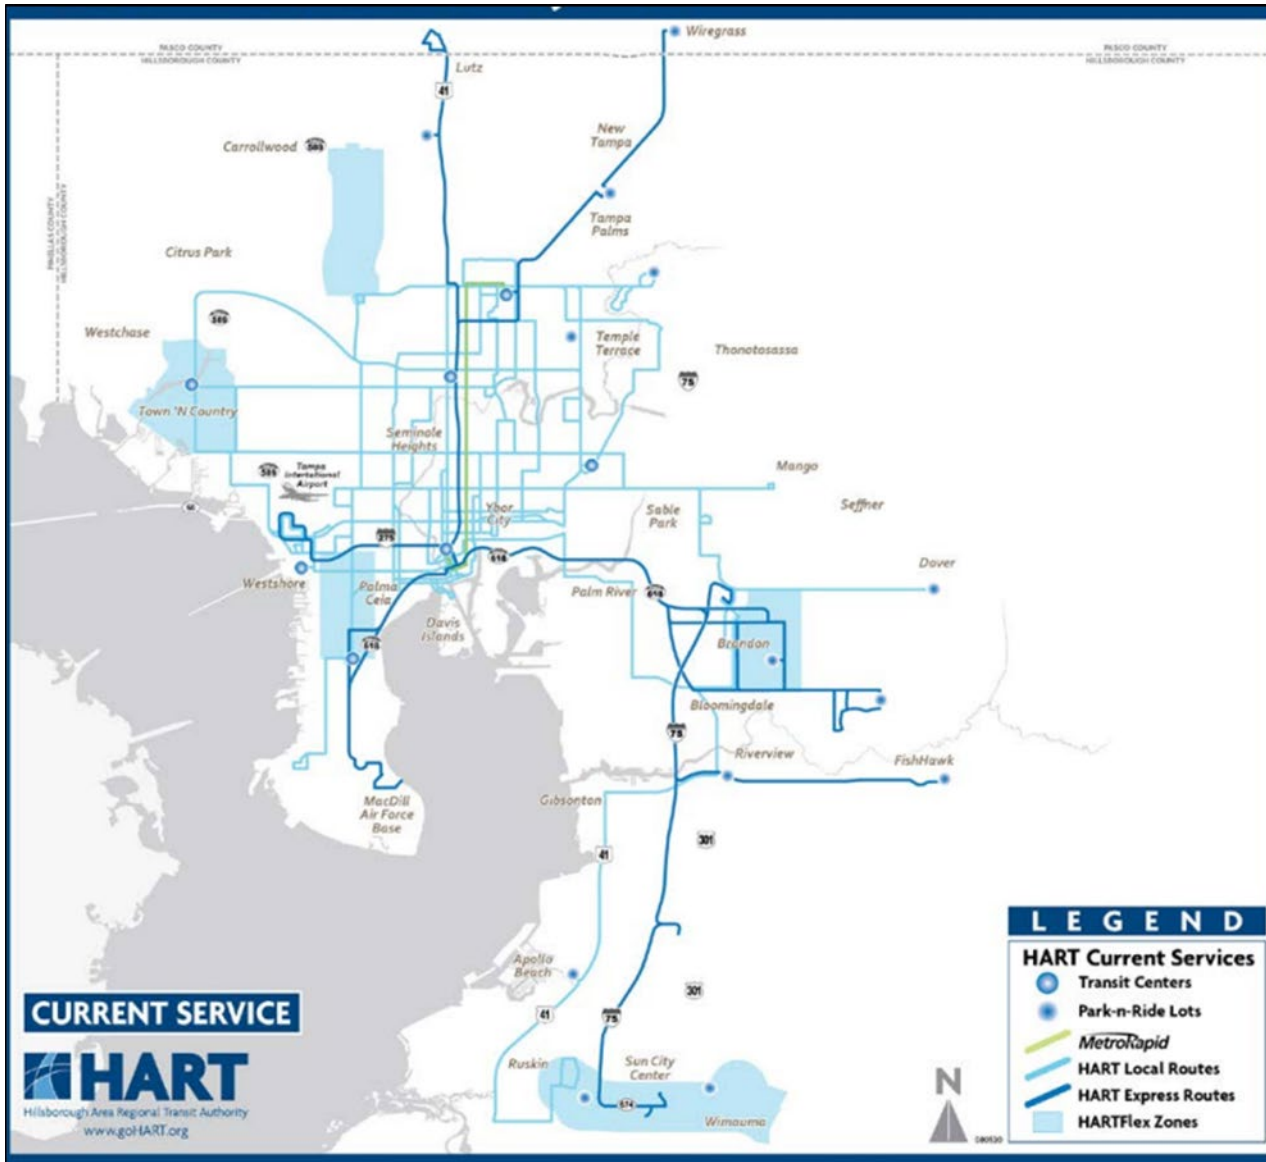 Wiregrass
PASCO COUNTY
HILLSBOROUGH COUNTY
PASCO COUNTY
HILLSBOROUGH COUNTY
Lutz
41
New
Tampa
Carrollwood
589
PINELLAS COUNTY
HILLSBOROUGH COUNTY
Tampa
Palms
Citrus Park
589
Westchase
Temple
Terrace
Thonotosassa
75
Town 'N Country
Seminole
Heights
589
Tampa
International
Airport
Mango
Seffner
60
Ybor
City
Sable
Park
275
618
Dover
Westshore
Palma
Ceia
Palm River
618
Davis
Islands
618
Brandon
Bloomingdale
75
Riverview
FishHawk
MacDill
Air Force
Base
Gibsonton
301
41
LEGEND
HART Current Services
Transit Centers
Park-n-Ride Lots
MetroRapid
HART Local Routes
HART Express Routes
HARTFlex Zones
Apollo
Beach
301
41
75
CURRENT SERVICE
HART
Hillsborough Area Regional Transit Authority
www.goHART.org
Ruskin
Sun City
Center
674
Wimauma
N